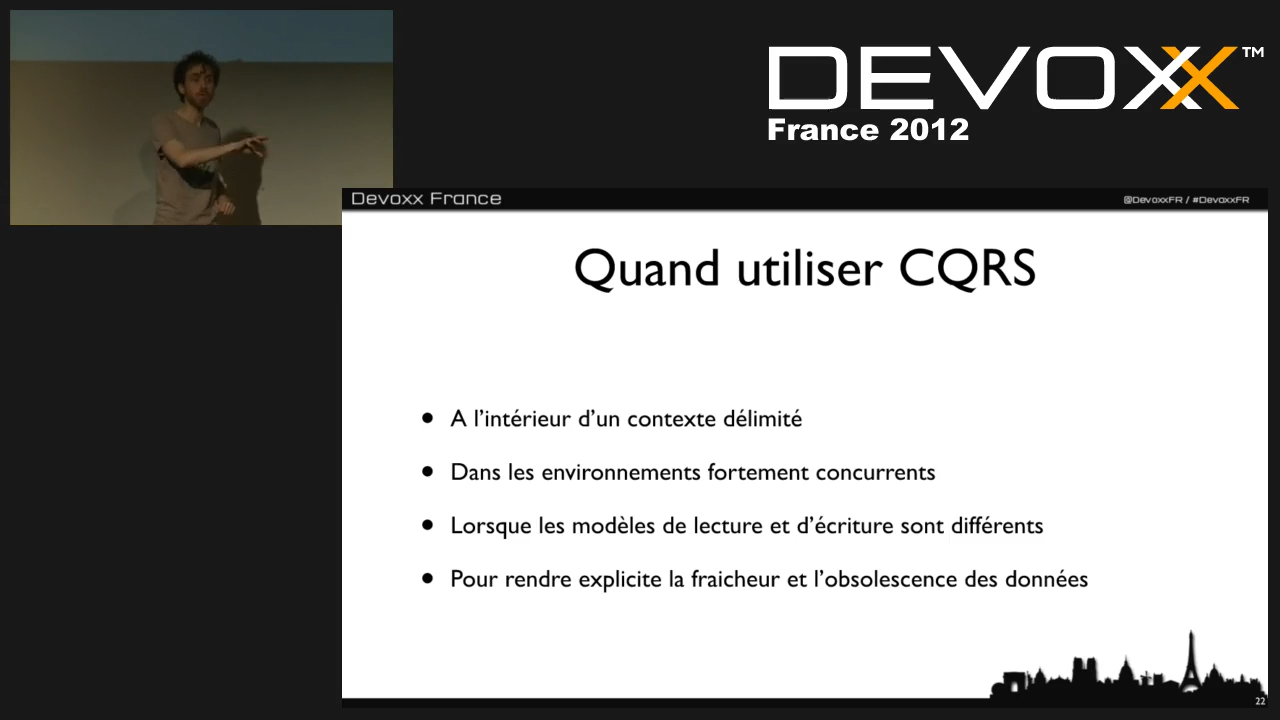 DEVOXX™
France 2012
Devoxx France
@DevoxxFR / #DevoxxFR
Quand utiliser CQRS
• A l’intérieur d’un contexte délimité
• Dans les environnements fortement concurrents
• Lorsque les modèles de lecture et d’écriture sont différents
• Pour rendre explicite la fraicheur et l’obsolescence des données
22